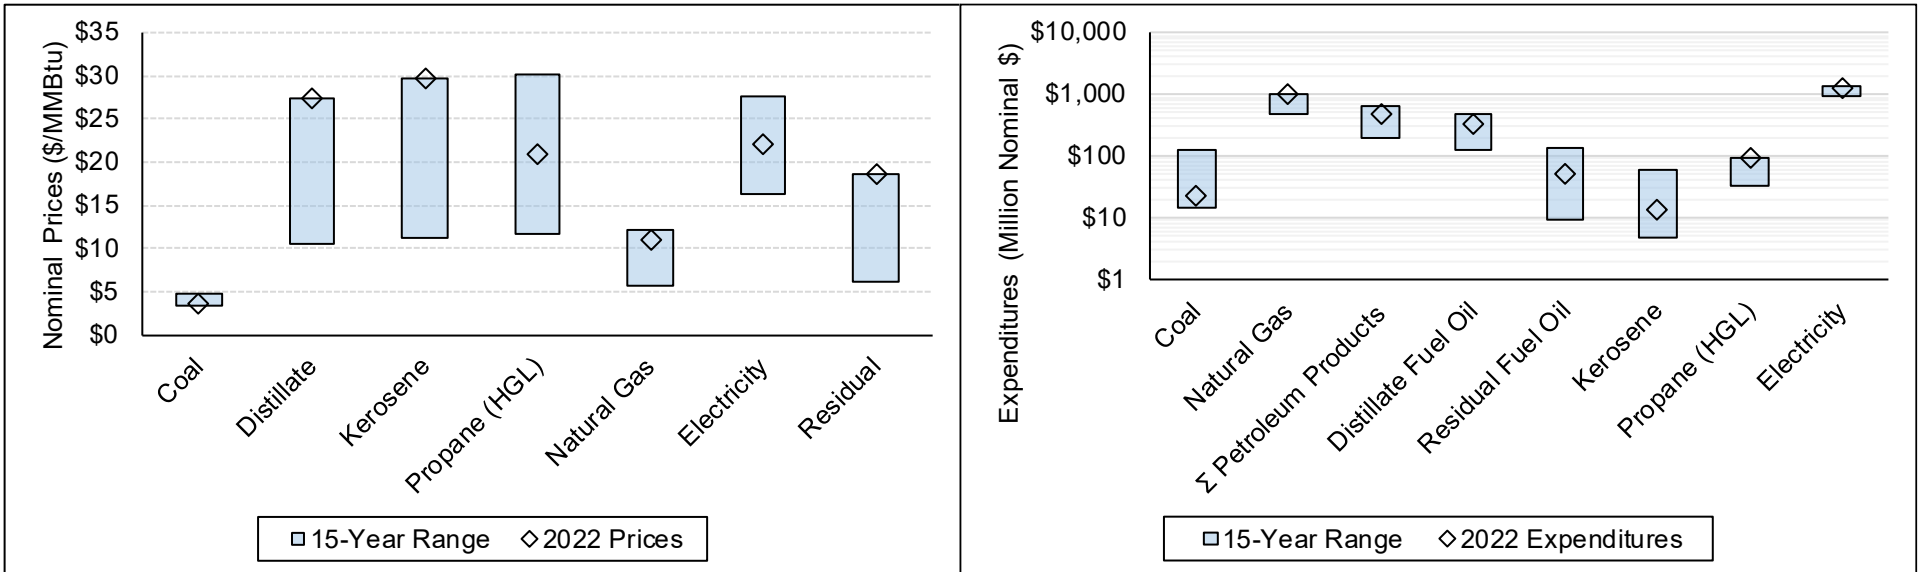 Nominal Prices ($/MMBtu)
$35
$30
$25
$20
$15
$10
$5
$0
Coal
Distillate
Kerosene
Propane (HGL)
Natural Gas
Electricity
Residual
15-Year Range
2022 Prices
Expenditures (Million Nominal $)
$10,000
$1,000
$100
$10
$1
Coal
Natural Gas
Σ Petroleum Products
Distillate Fuel Oil
Residual Fuel Oil
Kerosene
Propane (HGL)
Electricity
15-Year Range
2022 Expenditures